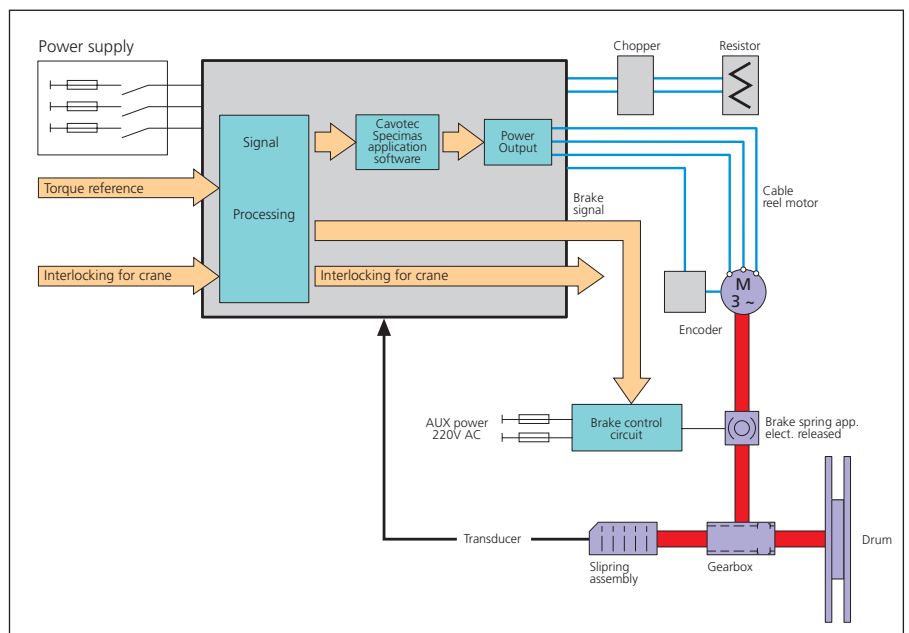 Power supply
Chopper
Resistor
Signal
Processing
Cavotec
Specimas
application
software
Power
Output
Torque reference
Brake
signal
Cable
reel motor
Interlocking for crane
Interlocking for crane
M
3 ~
Encoder
AUX power
220V AC
Brake control
circuit
Brake spring app.
elect. released
Transducer
Slipring
assembly
Gearbox
Drum